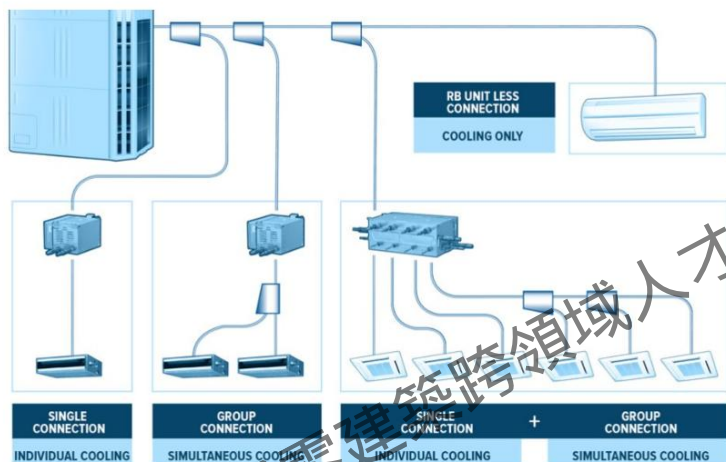 RB UNIT LESS
CONNECTION
COOLING ONLY
SINGLE
CONNECTION
INDIVIDUAL COOLING
GROUP
CONNECTION
SIMULTANEOUS COOLING
SINGLE
CONNECTION
INDIVIDUAL COOLING
+
GROUP
CONNECTION
SIMULTANEOUS COOLING
建築跨領域人才